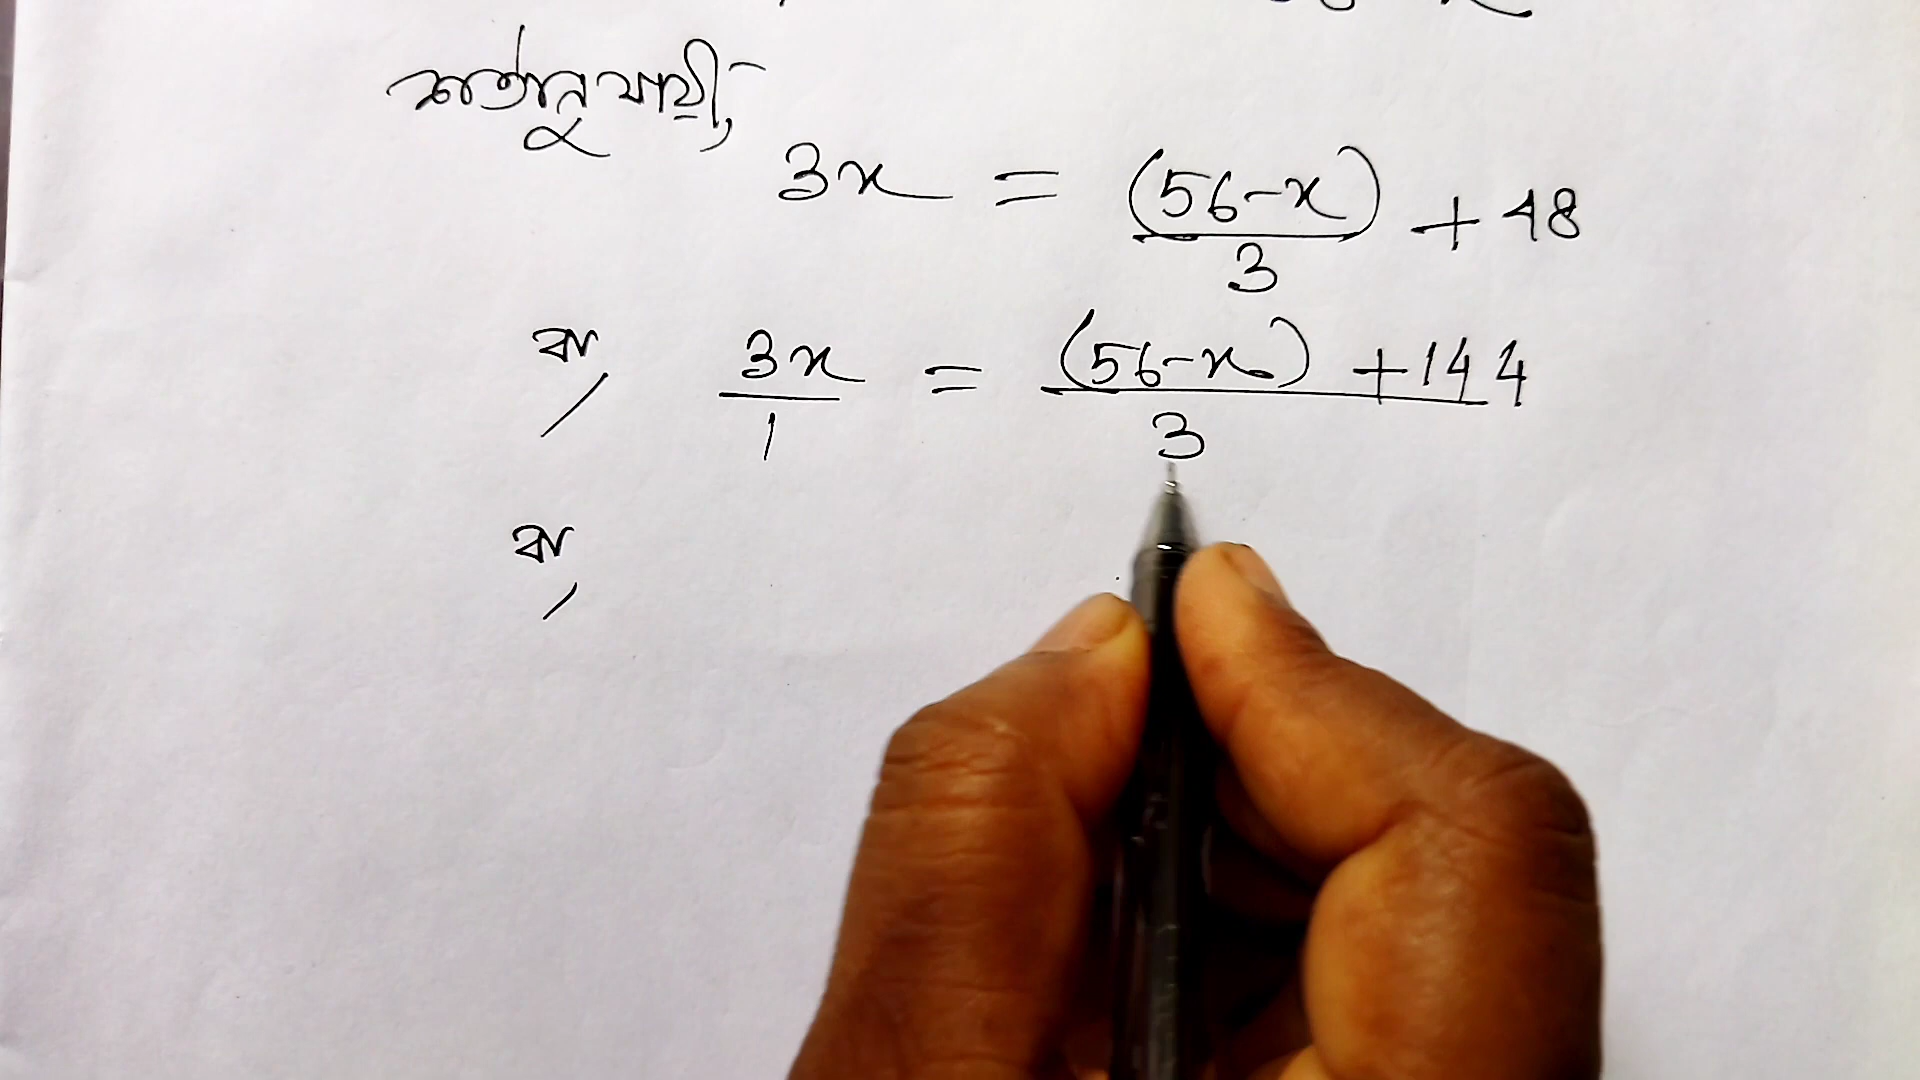 শর্তানুযায়ী,
3x = (56-x)/3 + 48
বা, 3x/1 = (56-x) +144/3
বা,